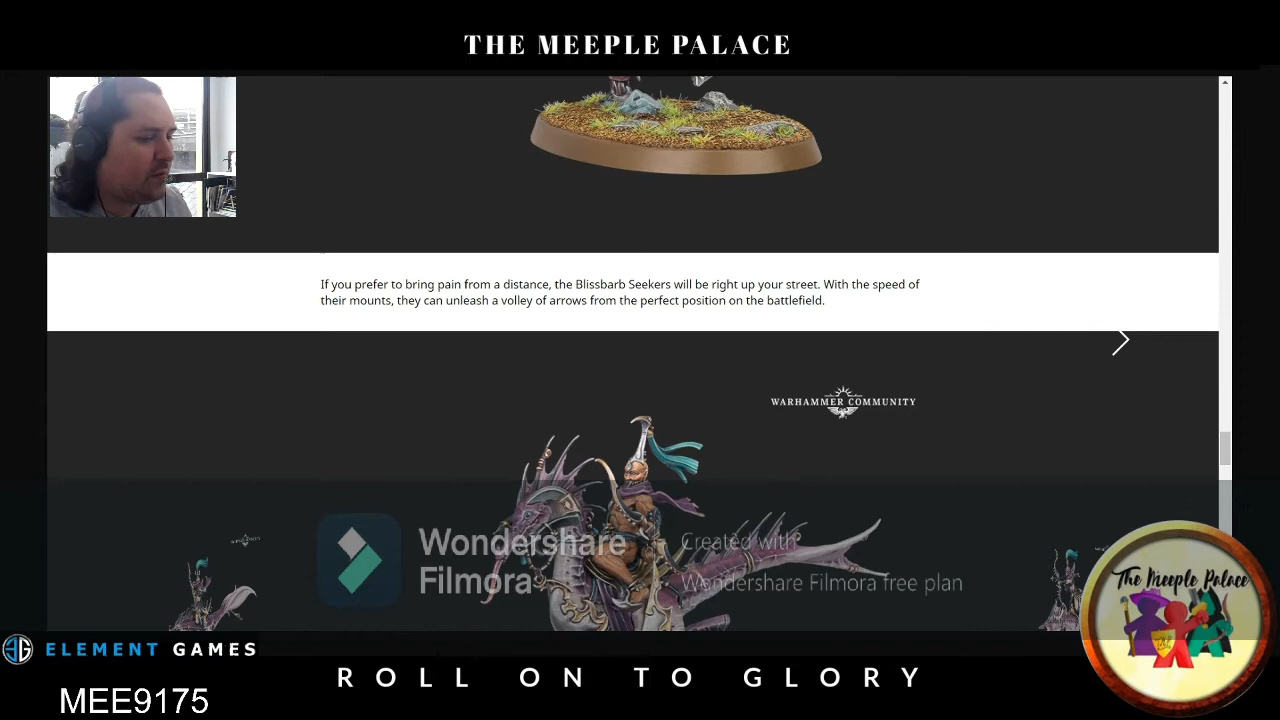 THE MEEPLE PALACE
If you prefer to bring pain from a distance, the Blissbarb Seekers will be right up your street. With the speed of
their mounts, they can unleash a volley of arrows from the perfect position on the battlefield.
WARHAMMER COMMUNITY
Wondershare
Filmora
Created with
Wondershare Filmora free plan
The Meeple Palace
ELEMENT GAMES
ROLL ON TO GLORY
MEE9175